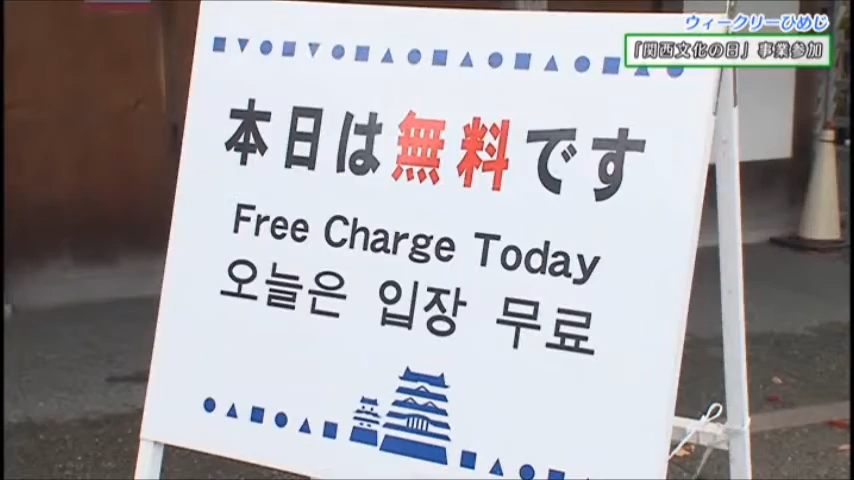 ウィークリーひめじ
「関西文化の日」事業参加
本日は無料です
Free Charge Today
오늘은 입장 무료